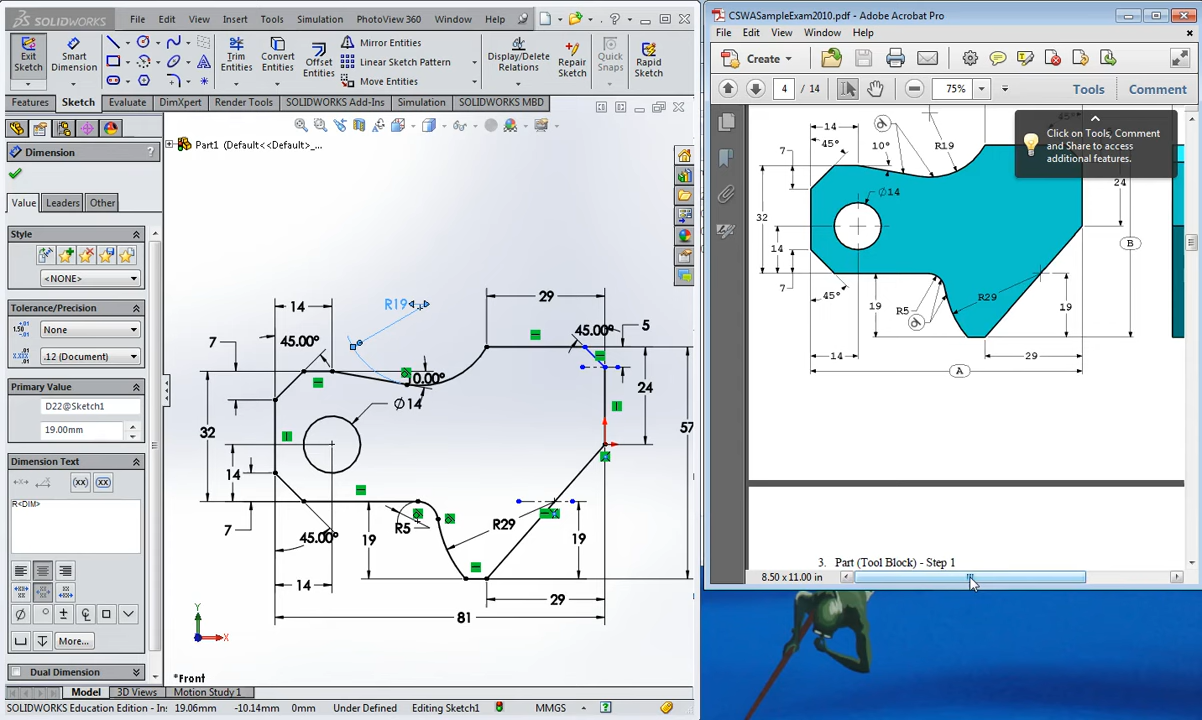 File Edit View Insert Tools Simulation PhotoView 360 Window Help
Exit Sketch
Smart Dimension
Trim Entities
Convert Entities
Offset Entities
Mirror Entities
Linear Sketch Pattern
Move Entities
Display/Delete Relations
Repair Sketch
Quick Snaps
Rapid Sketch
Features Sketch Evaluate DimXpert Render Tools SOLIDWORKS Add-Ins Simulation SOLIDWORKS MBD
Dimension
?
Value Leaders Other
Style
<NONE>
Tolerance/Precision
None
.12 (Document)
Primary Value
D22@Sketch1
19.00mm
Dimension Text
(xx) (xx)
R<DIM>
More...
Dual Dimension
Part1 (Default<<Default>_...
14
R19
29
7
45.00°
45.00°
5
24
32
Ø14
57
14
7
45.00°
R5
19
R29
19
14
29
81
Y
X
*Front
Model 3D Views Motion Study 1
SOLIDWORKS Education Edition - Ins 19.06mm -10.14mm 0mm Under Defined Editing Sketch1 MMGS
CSWASampleExam2010.pdf - Adobe Acrobat Pro
File Edit View Window Help
Create
4 / 14
75%
Tools Comment
Click on Tools, Comment
and Share to access
additional features.
14
45°
10°
R19
7
Ø14
24
32
B
14
7
45°
19
R5
R29
19
14
29
A
3. Part (Tool Block) - Step 1
8.50 x 11.00 in